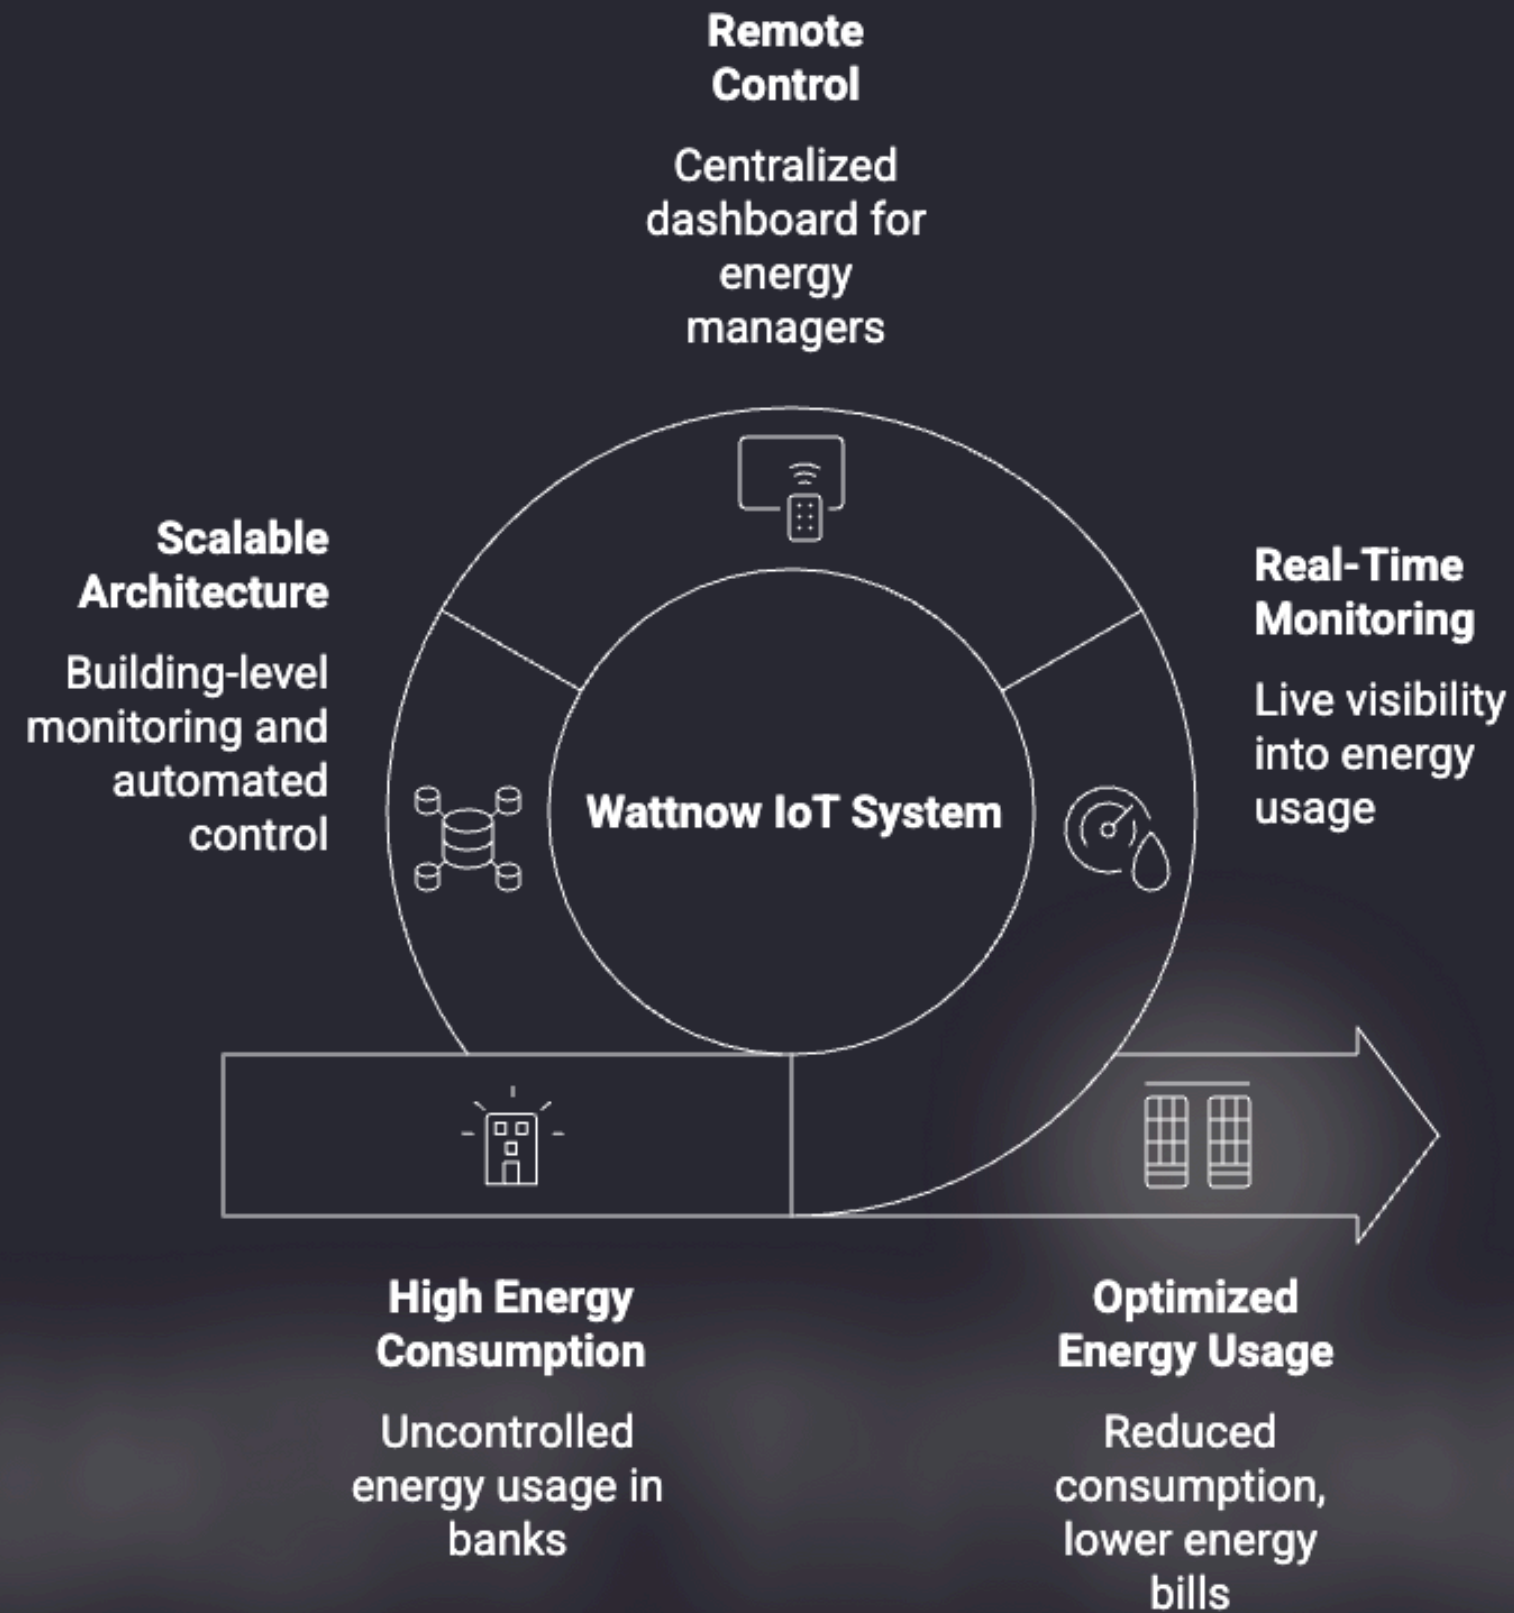 Remote
Control
Centralized
dashboard for
energy
managers
Scalable
Architecture
Building-level
monitoring and
automated
control
Real-Time
Monitoring
Live visibility
into energy
usage
Wattnow IoT System
High Energy
Consumption
Uncontrolled
energy usage in
banks
Optimized
Energy Usage
Reduced
consumption,
lower energy
bills